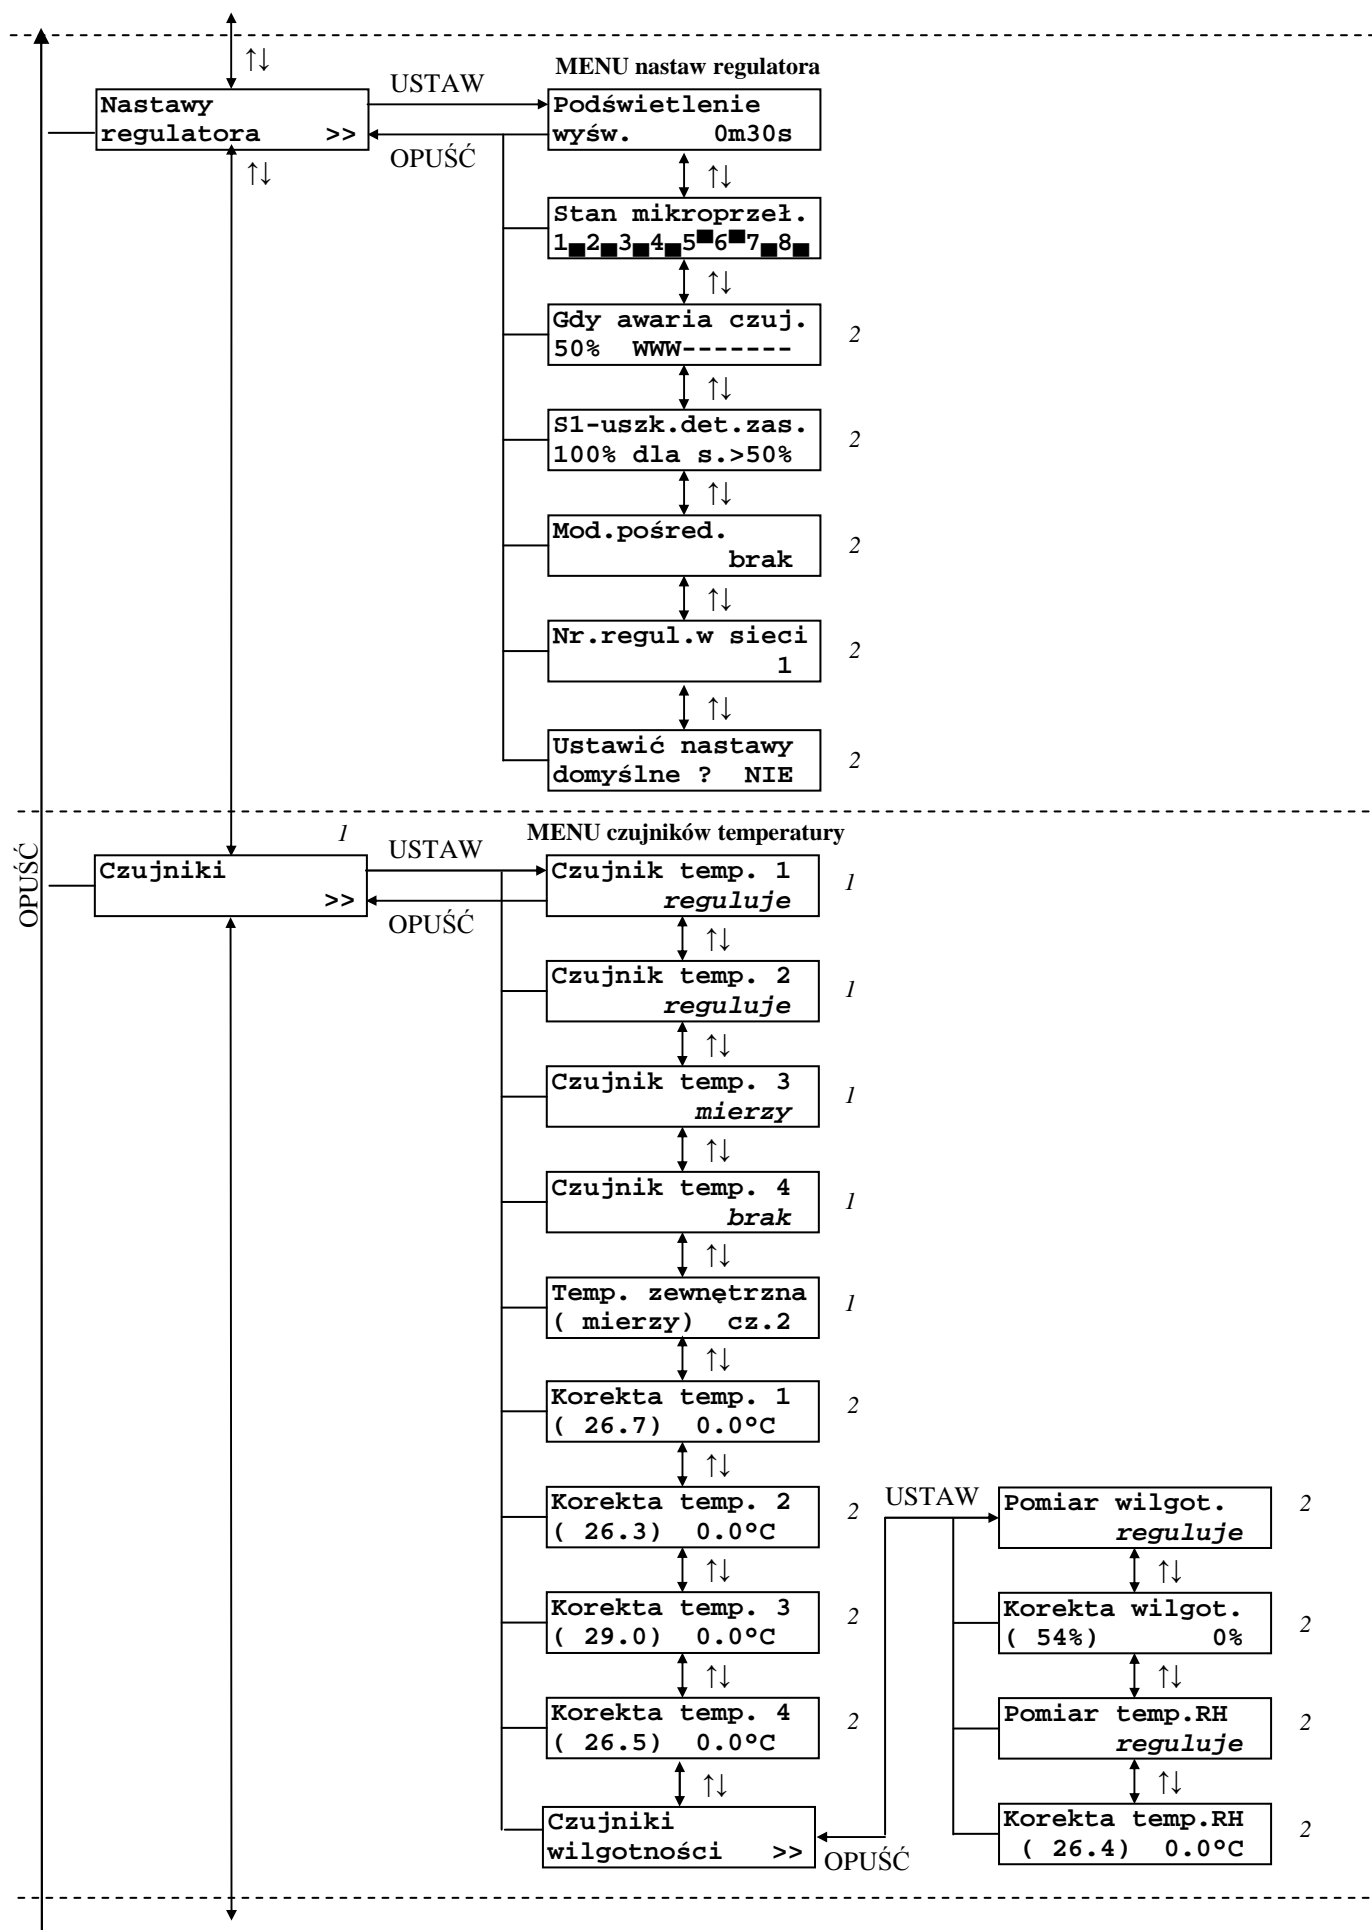 ↑↓
MENU nastaw regulatora
USTAW
Nastawy
regulatora >>
OPUŚĆ
↑↓
Podświetlenie
wyśw. 0m30s
↑↓
Stan mikroprzeł.
1▄2▄3▄4▄5▀6▀7▄8▄
↑↓
Gdy awaria czuj.
50% WWW-------
2
↑↓
S1-uszk.det.zas.
100% dla s.>50%
2
↑↓
Mod.pośred.
brak
2
↑↓
Nr.regul.w sieci
1
2
↑↓
Ustawić nastawy
domyślne ? NIE
2
OPUŚĆ
1
MENU czujników temperatury
USTAW
Czujniki
>>
OPUŚĆ
Czujnik temp. 1
reguluje
1
↑↓
Czujnik temp. 2
reguluje
1
↑↓
Czujnik temp. 3
mierzy
1
↑↓
Czujnik temp. 4
brak
1
↑↓
Temp. zewnętrzna
( mierzy) cz.2
1
↑↓
Korekta temp. 1
( 26.7) 0.0°C
2
↑↓
Korekta temp. 2
( 26.3) 0.0°C
2
↑↓
Korekta temp. 3
( 29.0) 0.0°C
2
↑↓
Korekta temp. 4
( 26.5) 0.0°C
2
↑↓
Czujniki
wilgotności >>
USTAW
OPUŚĆ
Pomiar wilgot.
reguluje
2
↑↓
Korekta wilgot.
( 54%) 0%
2
↑↓
Pomiar temp.RH
reguluje
2
↑↓
Korekta temp.RH
( 26.4) 0.0°C
2